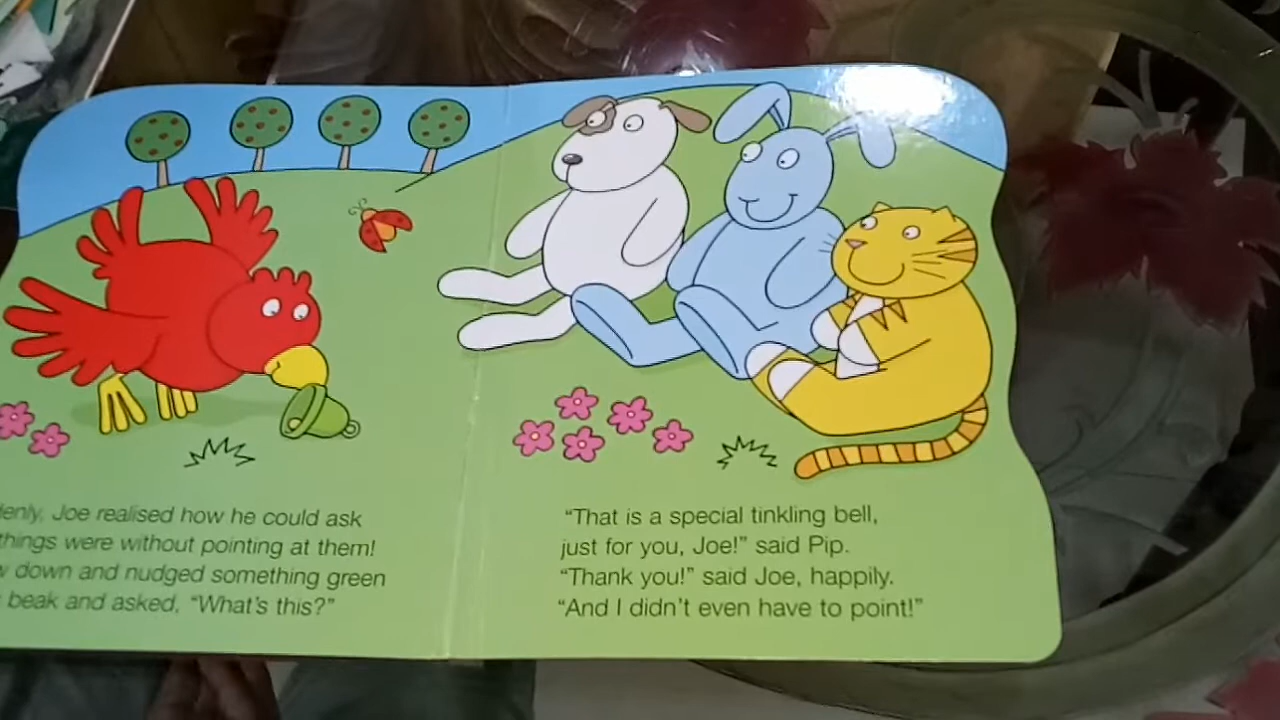 Joe realised how he could ask
things were without pointing at them!
down and nudged something green
beak and asked, “What's this?”
“That is a special tinkling bell,
just for you, Joe!” said Pip.
“Thank you!” said Joe, happily.
“And I didn't even have to point!”